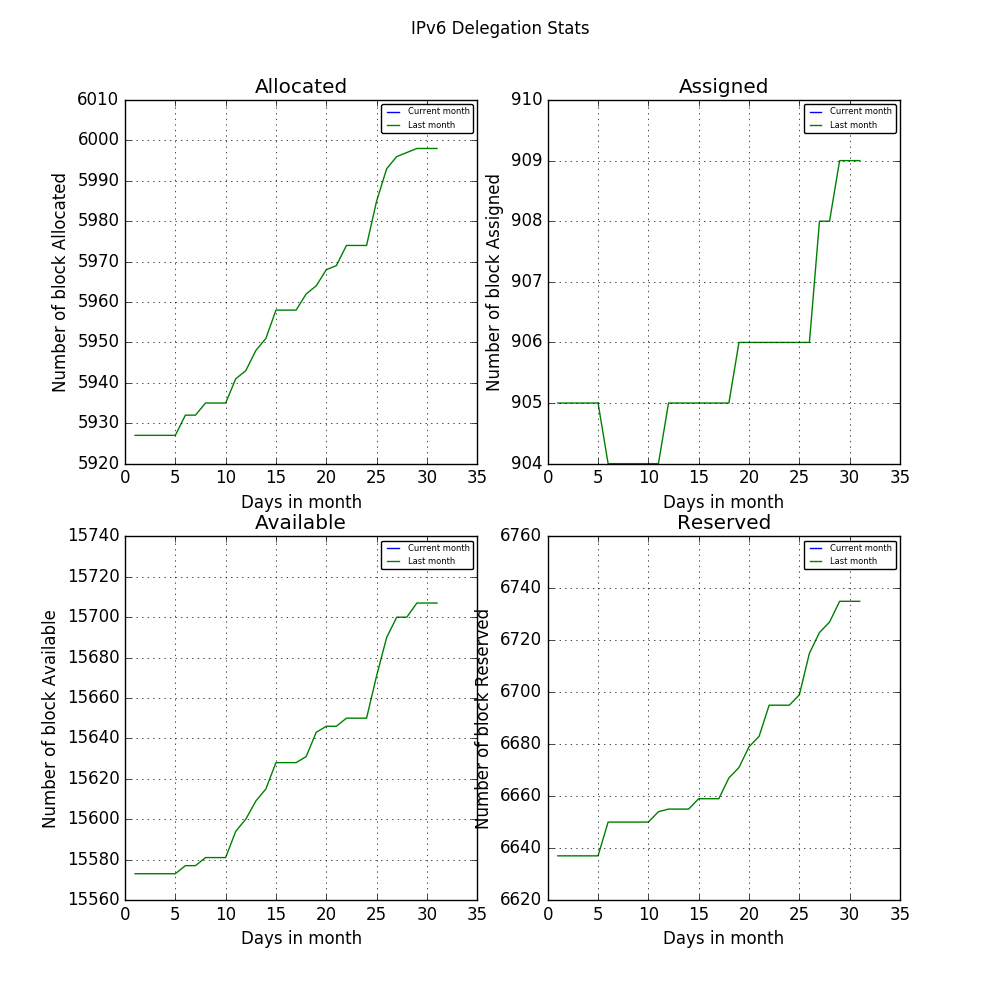 IPv6 Delegation Stats
Allocated
Number of block Allocated
6010
6000
5990
5980
5970
5960
5950
5940
5930
5920
Current month
Last month
0 5 10 15 20 25 30 35
Days in month
Assigned
Number of block Assigned
910
909
908
907
906
905
904
Current month
Last month
0 5 10 15 20 25 30 35
Days in month
Available
Number of block Available
15740
15720
15700
15680
15660
15640
15620
15600
15580
15560
Current month
Last month
0 5 10 15 20 25 30 35
Days in month
Reserved
Number of block Reserved
6760
6740
6720
6700
6680
6660
6640
6620
Current month
Last month
0 5 10 15 20 25 30 35
Days in month